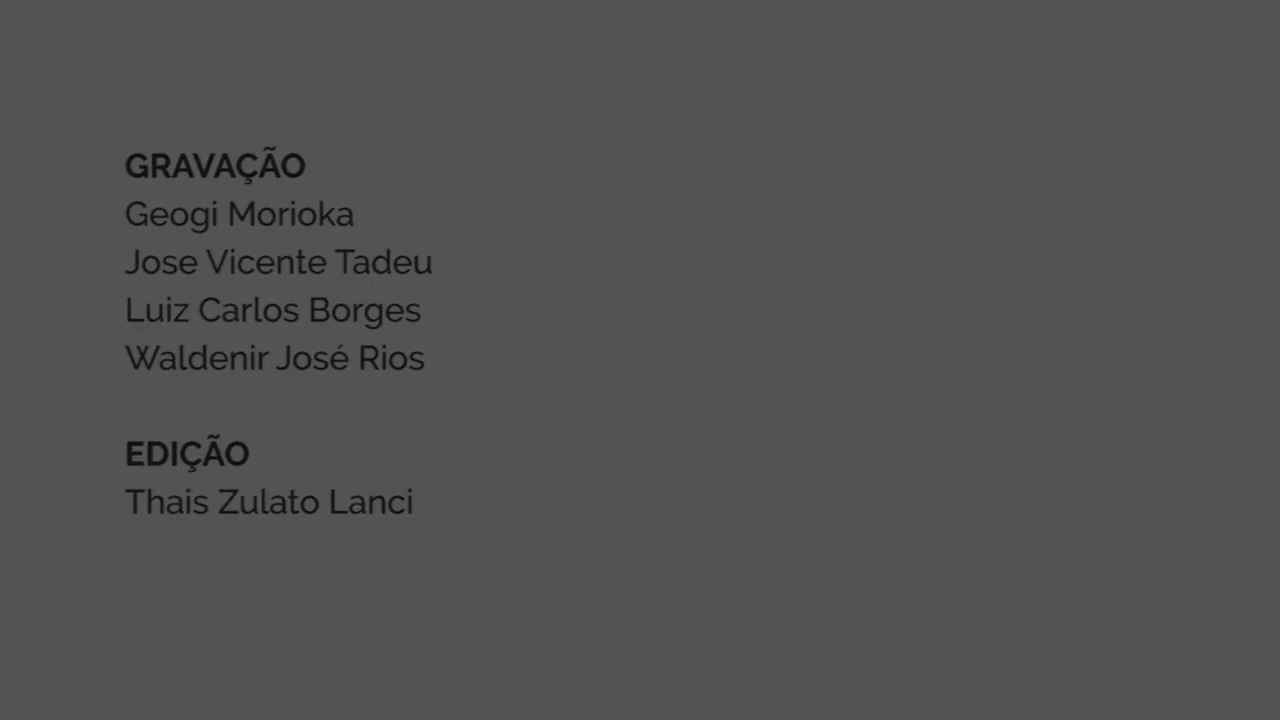 GRAVAÇÃO
Geogi Morioka
Jose Vicente Tadeu
Luiz Carlos Borges
Waldenir José Rios
EDIÇÃO
Thais Zulato Lanci